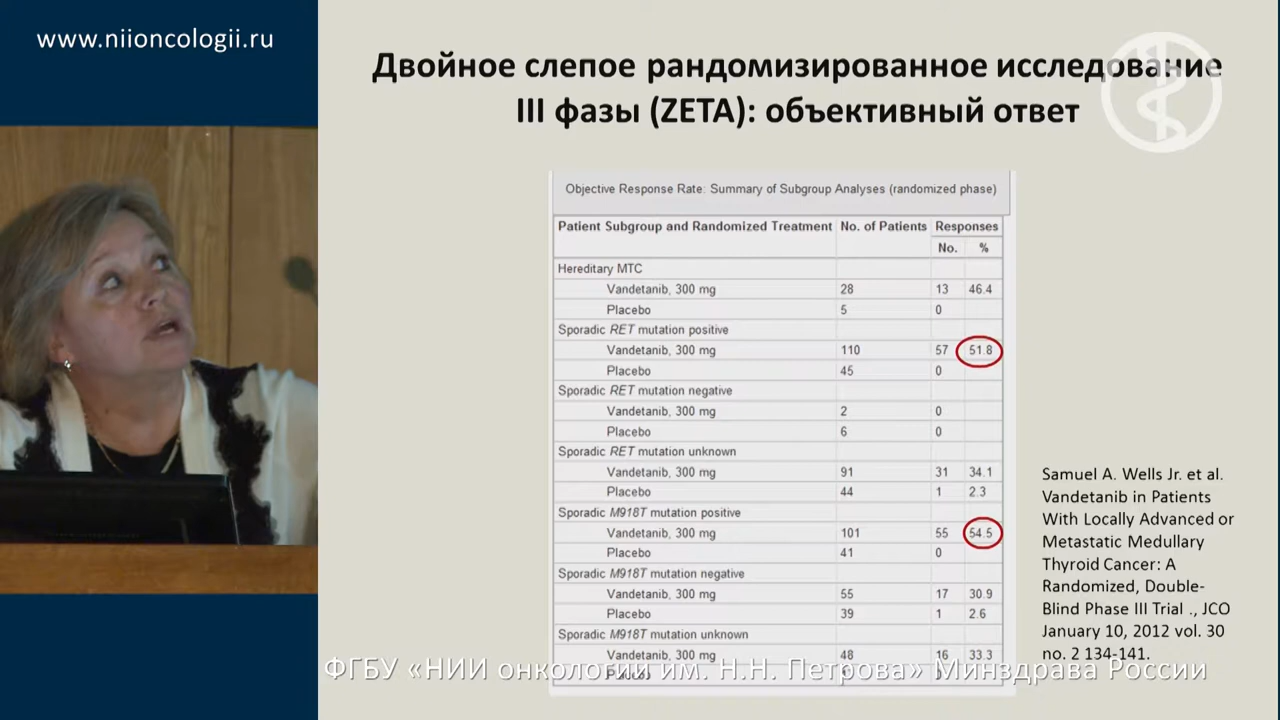 www.niioncologii.ru
Двойное слепое рандомизированное исследование
III фазы (ZETA): объективный ответ
Objective Response Rate: Summary of Subgroup Analyses (randomized phase)
Patient Subgroup and Randomized Treatment No. of Patients Responses
No. %
Hereditary MTC
Vandetanib, 300 mg 28 13 46.4
Placebo 5 0
Sporadic RET mutation positive
Vandetanib, 300 mg 110 57 51.8
Placebo 45 0
Sporadic RET mutation negative
Vandetanib, 300 mg 2 0
Placebo 6 0
Sporadic RET mutation unknown
Vandetanib, 300 mg 91 31 34.1
Placebo 44 1 2.3
Sporadic M918T mutation positive
Vandetanib, 300 mg 101 55 54.5
Placebo 41 0
Sporadic M918T mutation negative
Vandetanib, 300 mg 55 17 30.9
Placebo 39 1 2.6
Sporadic M918T mutation unknown
Vandetanib, 300 mg 48 16 33.3
Placebo
Samuel A. Wells Jr. et al.
Vandetanib in Patients
With Locally Advanced or
Metastatic Medullary
Thyroid Cancer: A
Randomized, Double-
Blind Phase III Trial ., JCO
January 10, 2012 vol. 30
no. 2 134-141.
ФГБУ «НИИ онкологии им. Н.Н. Петрова» Минздрава России